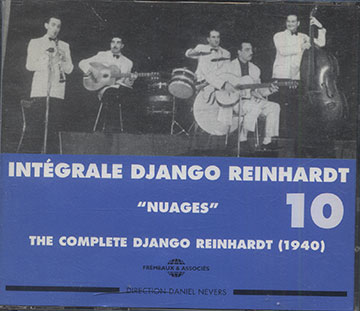 INTÉGRALE DJANGO REINHARDT
"NUAGES" 10
THE COMPLETE DJANGO REINHARDT (1940)
FRÉMEAUX & ASSOCIÉS
DIRECTION DANIEL NEVERS